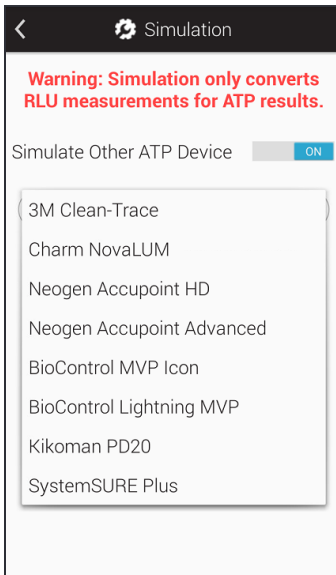 Simulation
Warning: Simulation only converts
RLU measurements for ATP results.
Simulate Other ATP Device ON
3M Clean-Trace
Charm NovaLUM
Neogen Accupoint HD
Neogen Accupoint Advanced
BioControl MVP Icon
BioControl Lightning MVP
Kikoman PD20
SystemSURE Plus